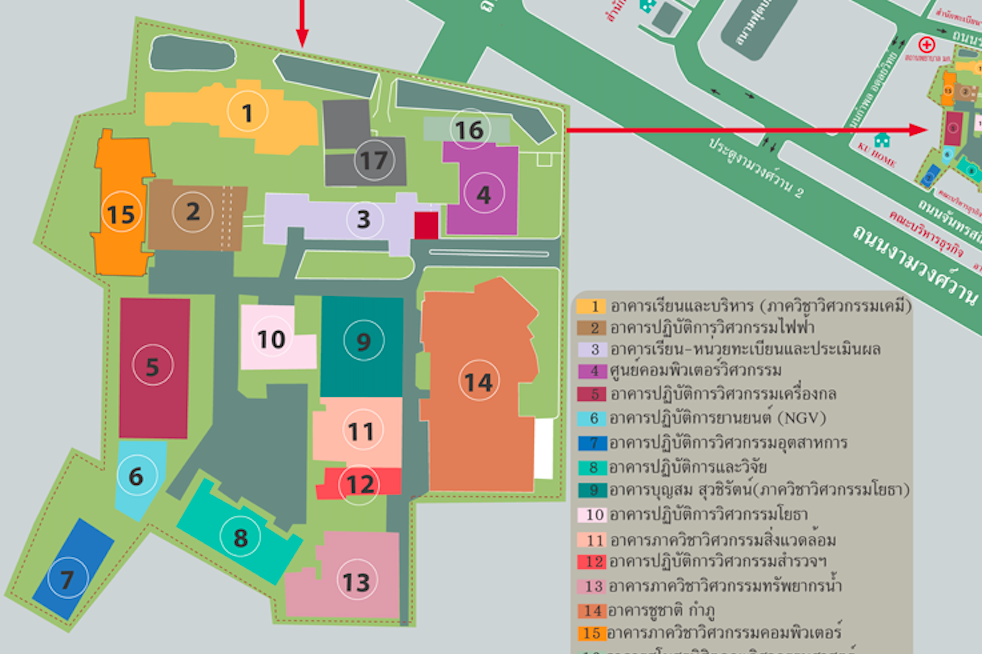 สนามฟุตบ
สถานพยาบาล มก.
KU HOME
ประตูงามวงศ์วาน 2
ถนนงามวงศ์วาน
ถนนจันทรสถิ
คณะบริหารธุรกิจ
1
16
17
4
15
2
3
10
9
5
14
11
6
12
8
7
13
1 อาคารเรียนและบริหาร (ภาควิชาวิศวกรรมเคมี)
2 อาคารปฏิบัติการวิศวกรรมไฟฟ้า
3 อาคารเรียน-หน่วยทะเบียนและประเมินผล
4 ศูนย์คอมพิวเตอร์วิศวกรรม
5 อาคารปฏิบัติการวิศวกรรมเครื่องกล
6 อาคารปฏิบัติการยานยนต์ (NGV)
7 อาคารปฏิบัติการวิศวกรรมอุตสาหการ
8 อาคารปฏิบัติการและวิจัย
9 อาคารบุญสม สุวชิรัตน์(ภาควิชาวิศวกรรมโยธา)
10 อาคารปฏิบัติการวิศวกรรมโยธา
11 อาคารภาควิชาวิศวกรรมสิ่งแวดล้อม
12 อาคารปฏิบัติการวิศวกรรมสำรวจฯ
13 อาคารภาควิชาวิศวกรรมทรัพยากรน้ำ
14 อาคารชูชาติ กำภู
15 อาคารภาควิชาวิศวกรรมคอมพิวเตอร์